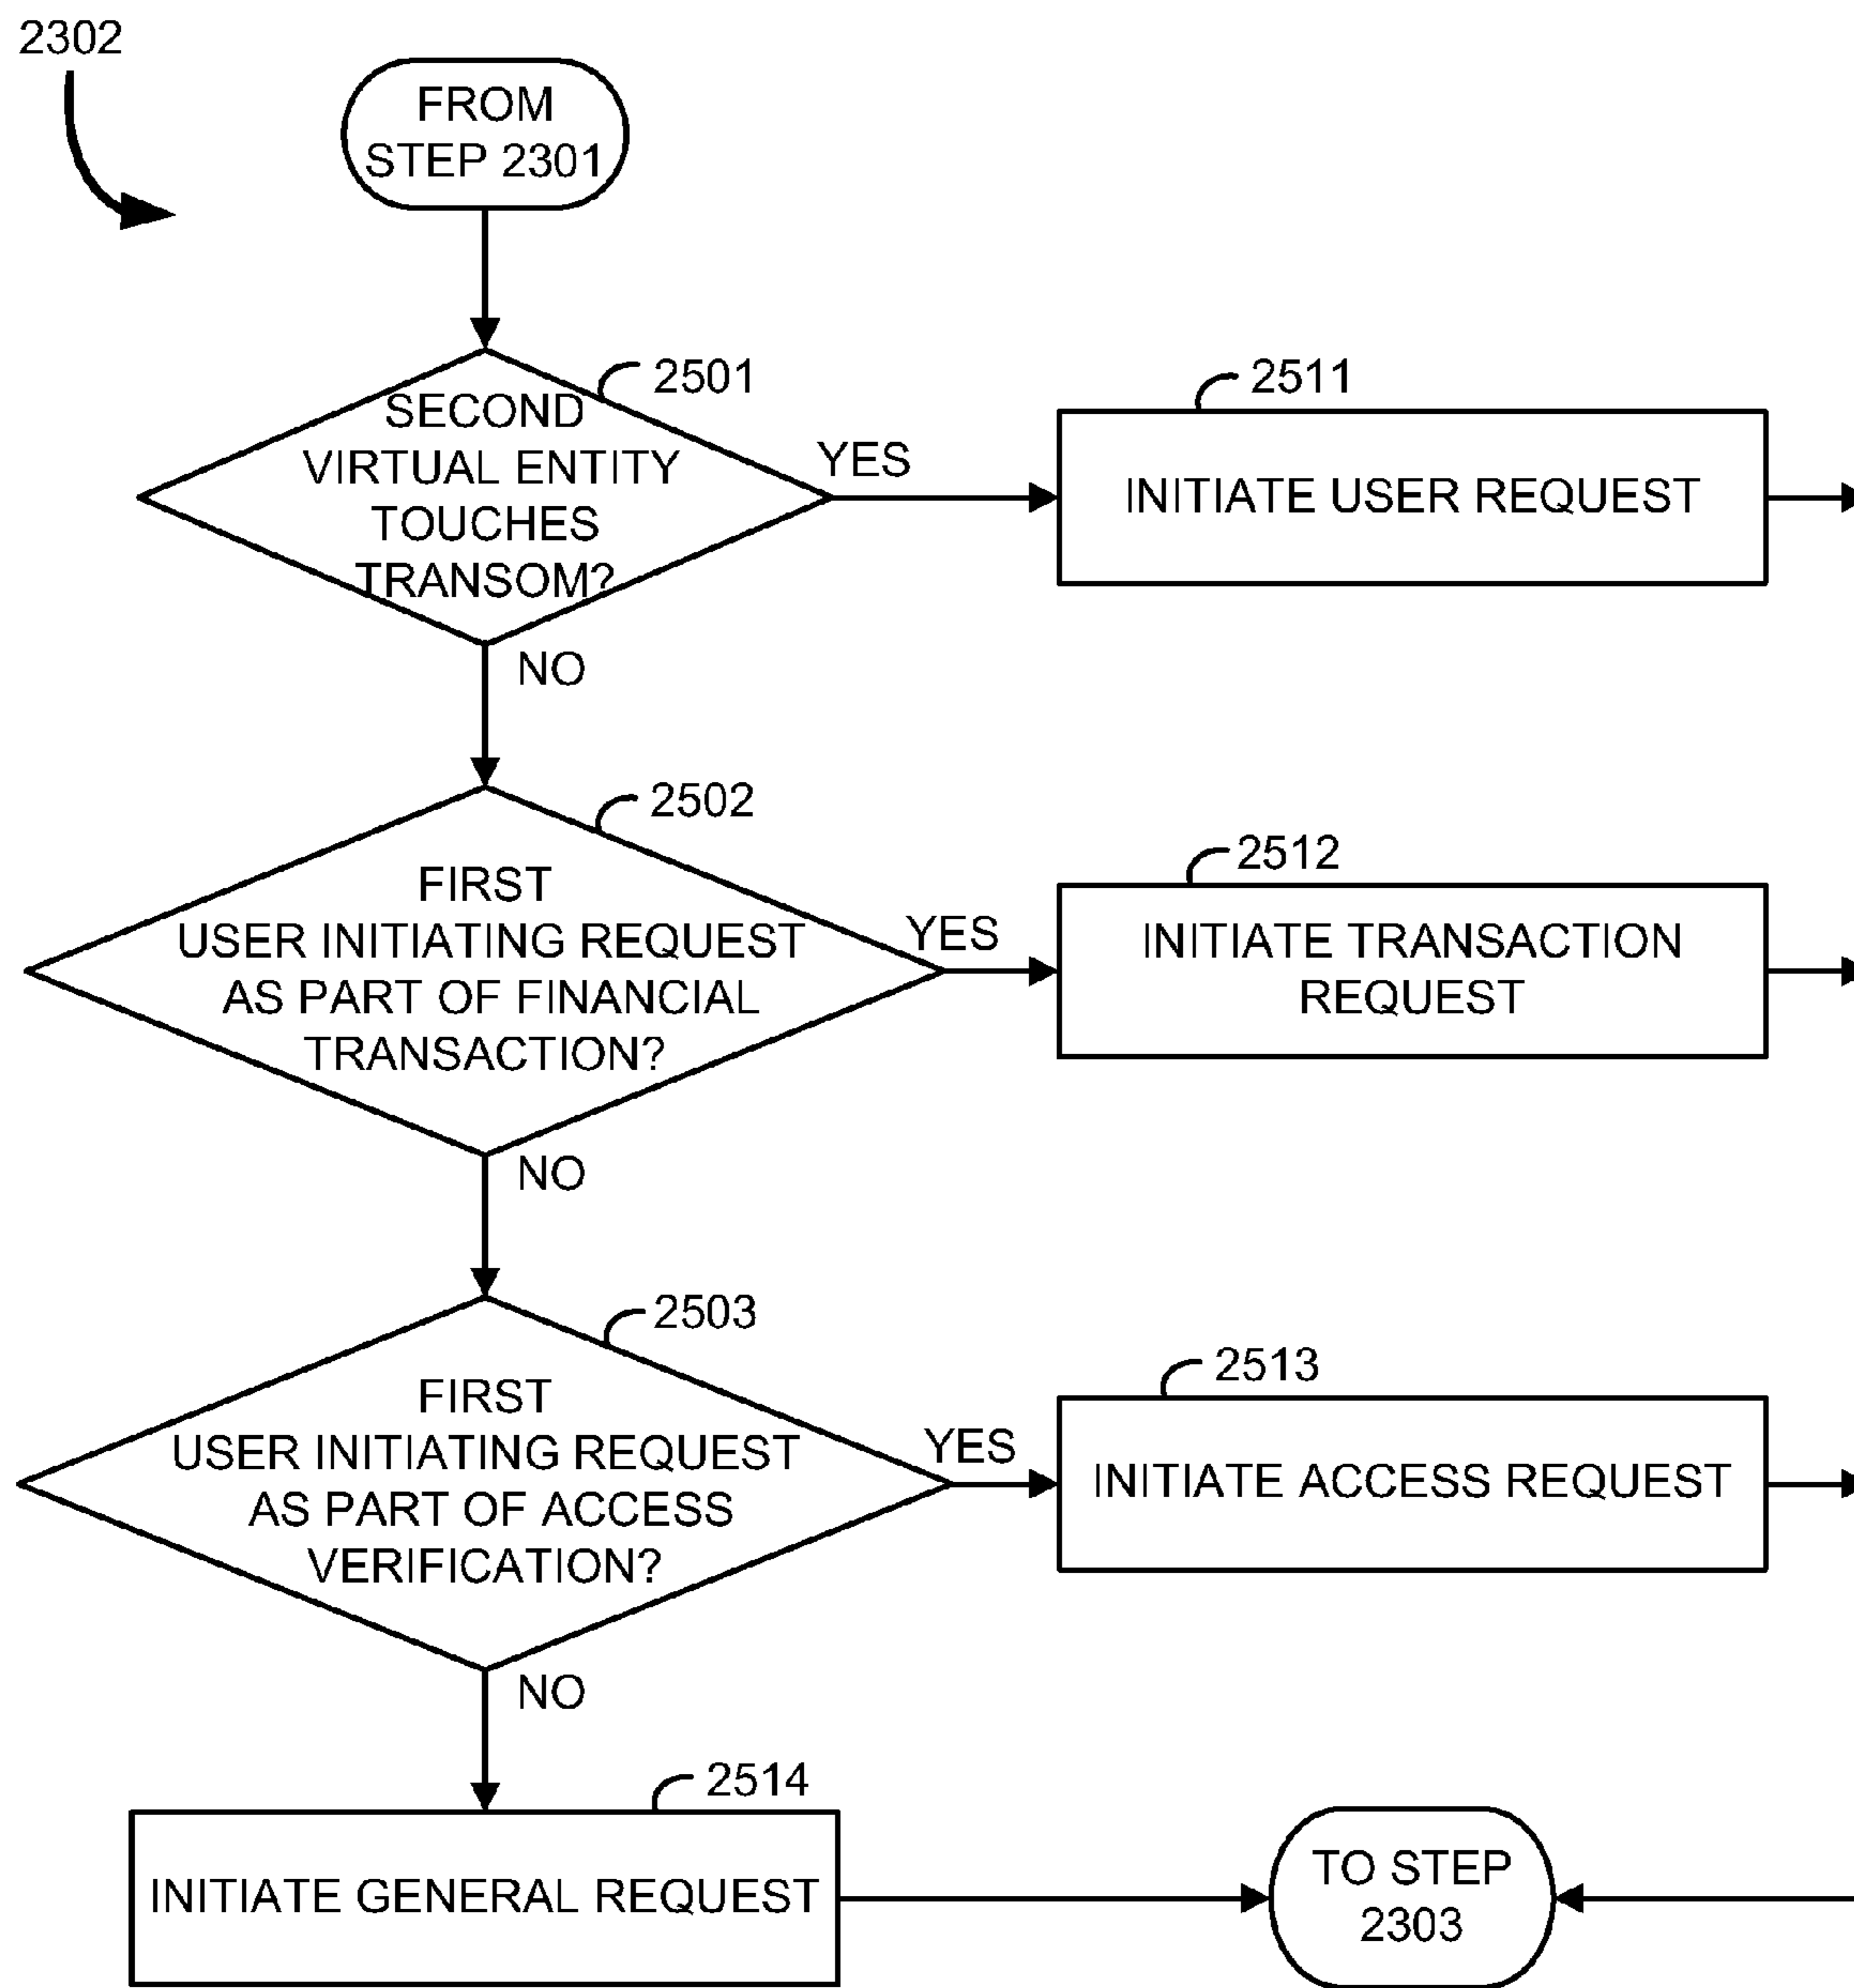 2302
FROM
STEP 2301
2501
SECOND
VIRTUAL ENTITY
TOUCHES
TRANSOM?
YES
2511
INITIATE USER REQUEST
NO
2502
FIRST
USER INITIATING REQUEST
AS PART OF FINANCIAL
TRANSACTION?
YES
2512
INITIATE TRANSACTION
REQUEST
NO
2503
FIRST
USER INITIATING REQUEST
AS PART OF ACCESS
VERIFICATION?
YES
2513
INITIATE ACCESS REQUEST
NO
2514
INITIATE GENERAL REQUEST
TO STEP
2303